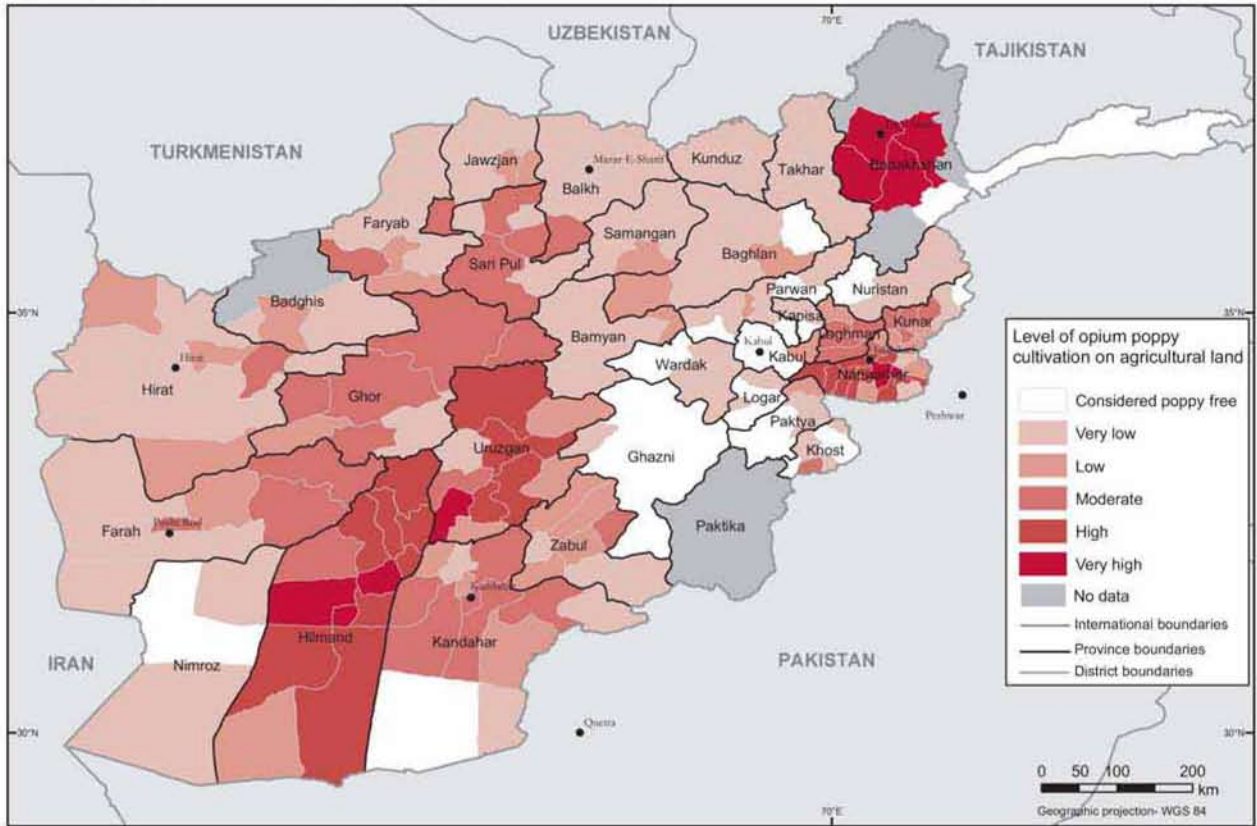 70°E
UZBEKISTAN
TAJIKISTAN
TURKMENISTAN
Jawzjan
Mazar-E-Sharif
Balkh
Kunduz
Takhar
Badakhshan
Faryab
Samangan
Sari Pul
Baghlan
Badghis
Parwan
Nuristan
35°N
35°N
Bamyan
Kapisa
Laghman
Kunar
Kabul
Kabul
Hirat
Hirat
Wardak
Nangarhar
Ghor
Logar
Peshawar
Paktya
Uruzgan
Ghazni
Khost
Farah
Zabul
Paktika
Kandahar
Hilmand
Kandahar
Nimroz
IRAN
PAKISTAN
Quetta
30°N
30°N
70°E
Level of opium poppy
cultivation on agricultural land
Considered poppy free
Very low
Low
Moderate
High
Very high
No data
International boundaries
Province boundaries
District boundaries
0 50 100 200
km
Geographic projection- WGS 84